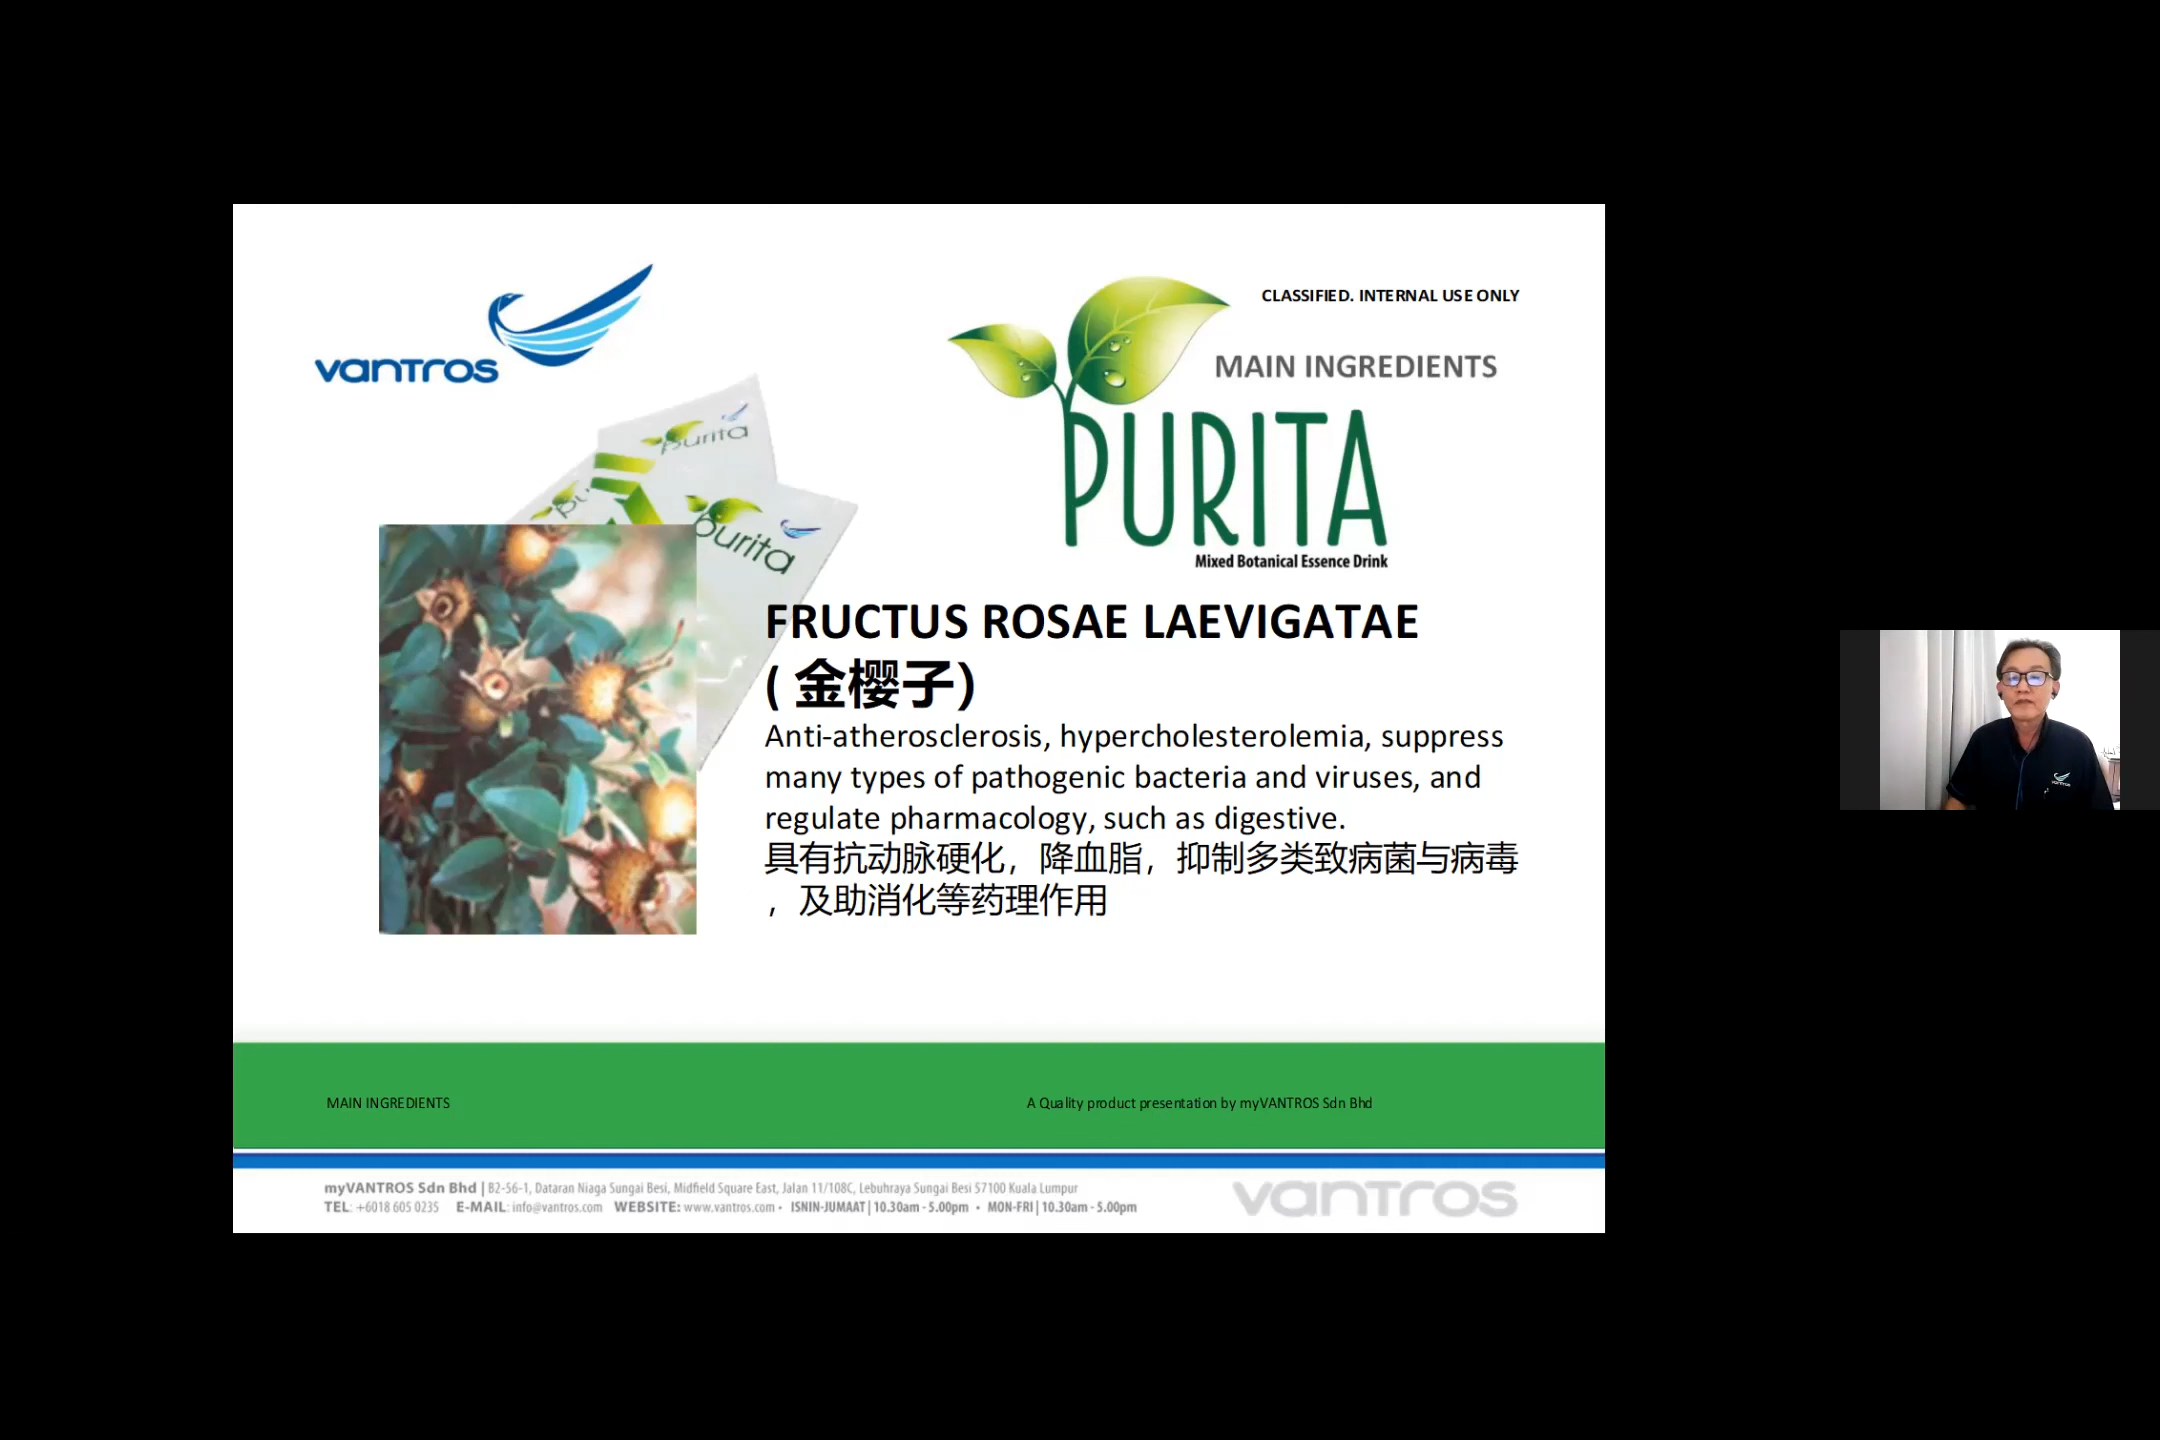 vantros
CLASSIFIED. INTERNAL USE ONLY
MAIN INGREDIENTS
PURITA
Mixed Botanical Essence Drink
purita
purita
FRUCTUS ROSAE LAEVIGATAE
( 金樱子)
Anti-atherosclerosis, hypercholesterolemia, suppress
many types of pathogenic bacteria and viruses, and
regulate pharmacology, such as digestive.
具有抗动脉硬化，降血脂，抑制多类致病菌与病毒
，及助消化等药理作用
MAIN INGREDIENTS
A Quality product presentation by myVANTROS Sdn Bhd
myVANTROS Sdn Bhd | B2-56-1, Dataran Niaga Sungai Besi, Midfield Square East, Jalan 11/108C, Lebuhraya Sungai Besi 57100 Kuala Lumpur
TEL: +6018 605 0235 E-MAIL: info@vantros.com WEBSITE: www.vantros.com • ISNIN-JUMAAT | 10.30am - 5.00pm • MON-FRI | 10.30am - 5.00pm
vantros
vantros